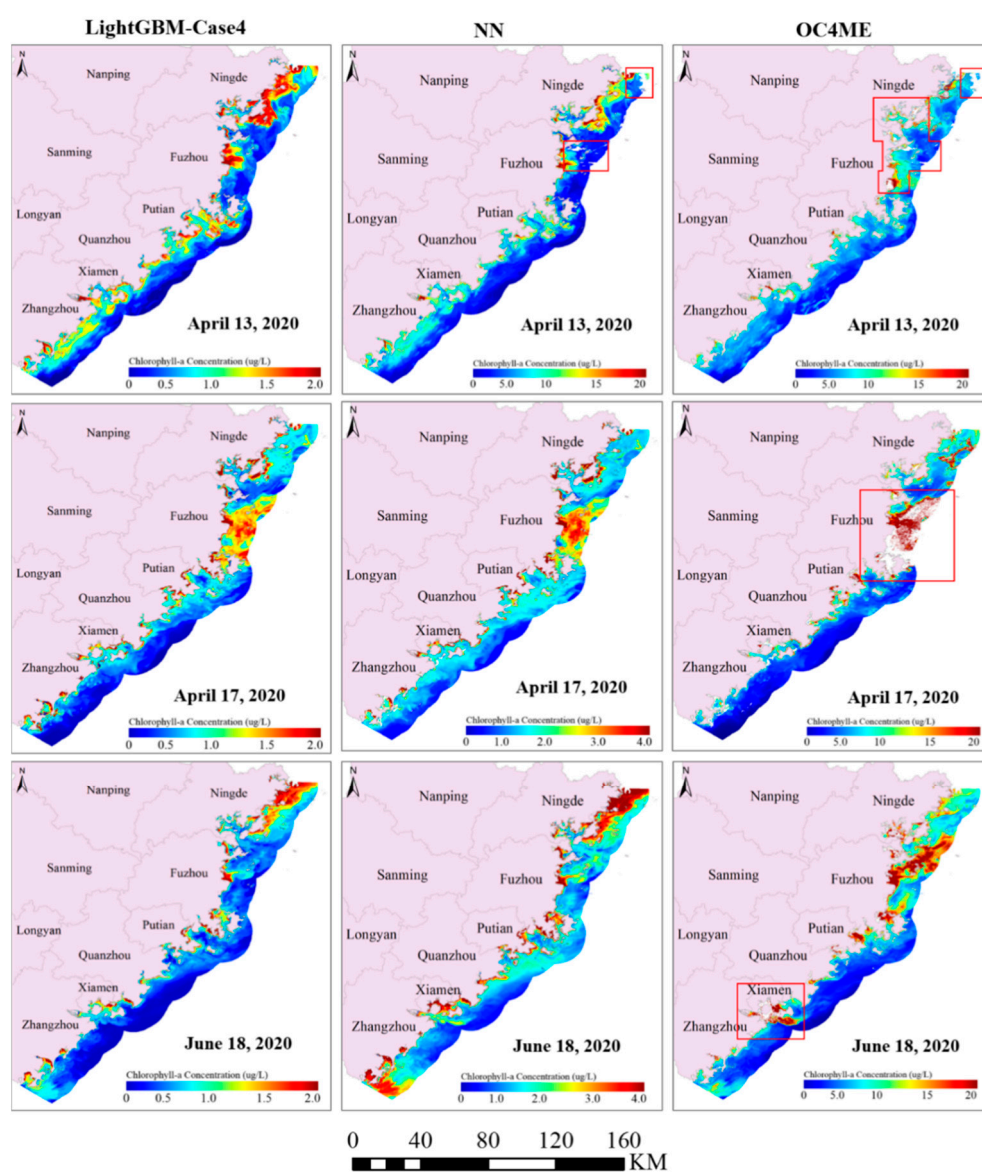 LightGBM-Case4 NN OC4ME
N Nanping Ningde
Sanming
Fuzhou
Longyan Putian
Quanzhou
Xiamen
Zhangzhou
April 13, 2020
Chlorophyll-a Concentration (ug/L)
0 0.5 1.0 1.5 2.0
N Nanping Ningde
Sanming
Fuzhou
Longyan Putian
Quanzhou
Xiamen
Zhangzhou
April 13, 2020
Chlorophyll-a Concentration (ug/L)
0 5.0 10 15 20
N Nanping Ningde
Sanming
Fuzhou
Longyan Putian
Quanzhou
Xiamen
Zhangzhou
April 13, 2020
Chlorophyll-a Concentration (ug/L)
0 5.0 10 15 20
N Nanping Ningde
Sanming
Fuzhou
Longyan Putian
Quanzhou
Xiamen
Zhangzhou
April 17, 2020
Chlorophyll-a Concentration (ug/L)
0 0.5 1.0 1.5 2.0
N Nanping Ningde
Sanming
Fuzhou
Longyan Putian
Quanzhou
Xiamen
Zhangzhou
April 17, 2020
Chlorophyll-a Concentration (ug/L)
0 1.0 2.0 3.0 4.0
N Nanping Ningde
Sanming
Fuzhou
Longyan Putian
Quanzhou
Xiamen
Zhangzhou
April 17, 2020
Chlorophyll-a Concentration (ug/L)
0 5.0 10 15 20
N Nanping Ningde
Sanming
Fuzhou
Longyan Putian
Quanzhou
Xiamen
Zhangzhou
June 18, 2020
Chlorophyll-a Concentration (ug/L)
0 0.5 1.0 1.5 2.0
N Nanping Ningde
Sanming
Fuzhou
Longyan Putian
Quanzhou
Xiamen
Zhangzhou
June 18, 2020
Chlorophyll-a Concentration (ug/L)
0 1.0 2.0 3.0 4.0
N Nanping Ningde
Sanming
Fuzhou
Longyan Putian
Quanzhou
Xiamen
Zhangzhou
June 18, 2020
Chlorophyll-a Concentration (ug/L)
0 5.0 10 15 20
0 40 80 120 160
KM